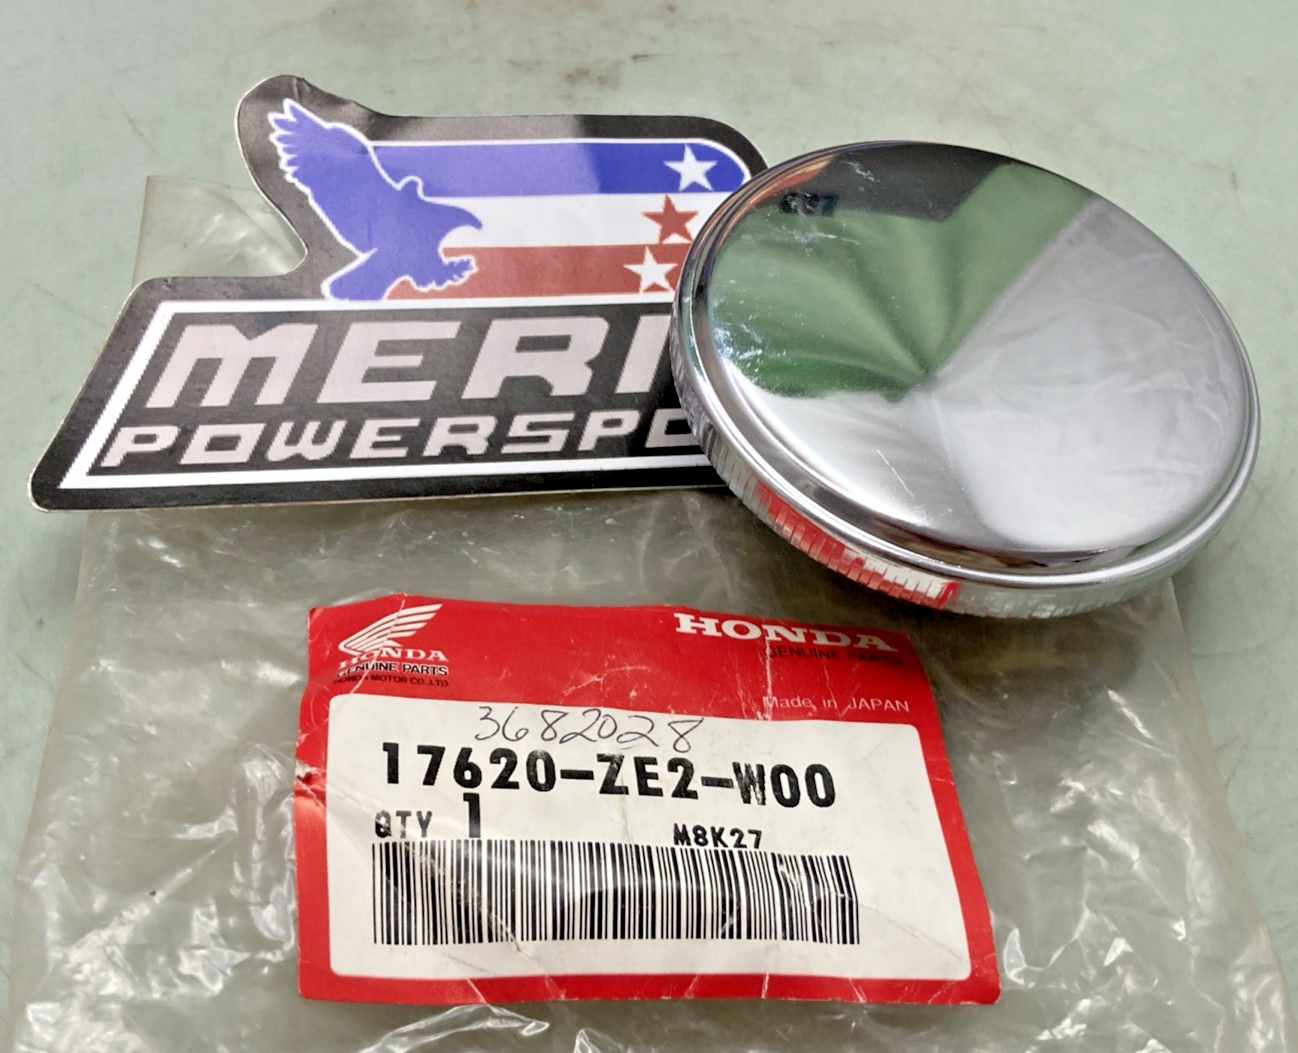 MERI
POWERSPO
HONDA
GENUINE PARTS
HONDA MOTOR CO.,LTD.
HONDA
GENUINE PARTS
Made in JAPAN
3682028
17620-ZE2-W00
QTY 1
M8K27